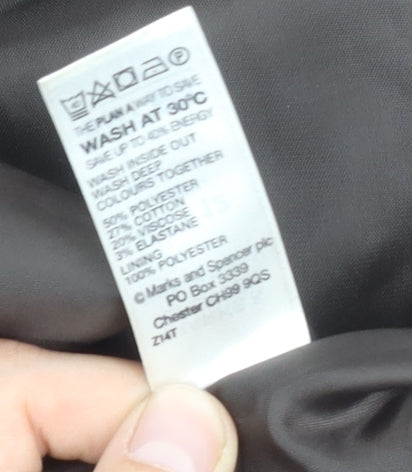 40 P
THE PLAN A WAY TO SAVE
WASH AT 30°C
SAVE UP TO 40% ENERGY
WASH INSIDE OUT
WASH DEEP
COLOURS TOGETHER
50% POLYESTER
27% COTTON
20% VISCOSE
3% ELASTANE
LINING
100% POLYESTER
© Marks and Spencer plc
PO Box 3339
Chester CH99 9QS
Z14T